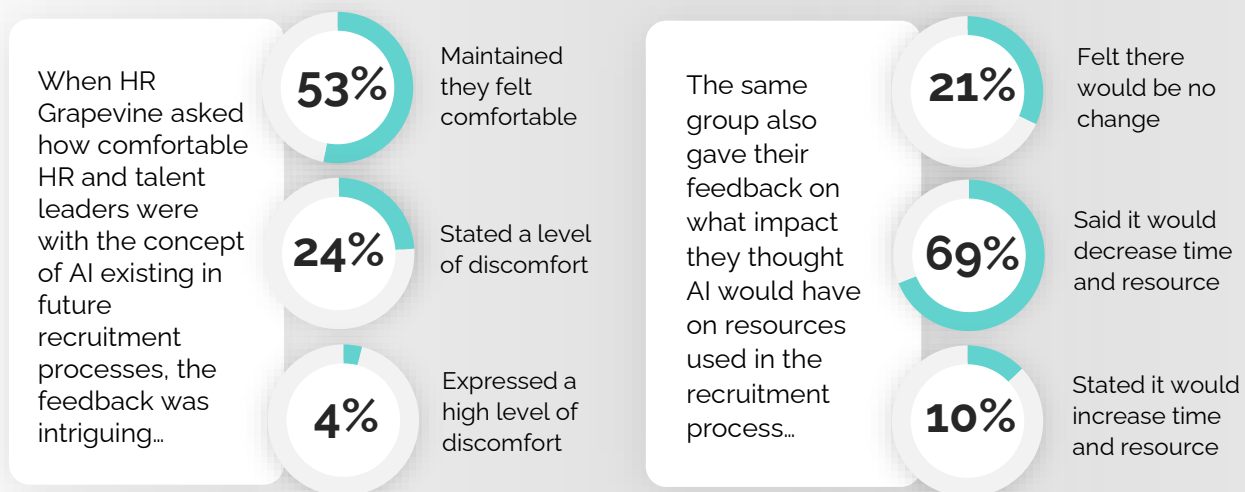 When HR
Grapevine asked
how comfortable
HR and talent
leaders were
with the concept
of AI existing in
future
recruitment
processes, the
feedback was
intriguing...
53%
Maintained
they felt
comfortable
24%
Stated a level
of discomfort
4%
Expressed a
high level of
discomfort
The same
group also
gave their
feedback on
what impact
they thought
AI would have
on resources
used in the
recruitment
process...
21%
Felt there
would be no
change
69%
Said it would
decrease time
and resource
10%
Stated it would
increase time
and resource